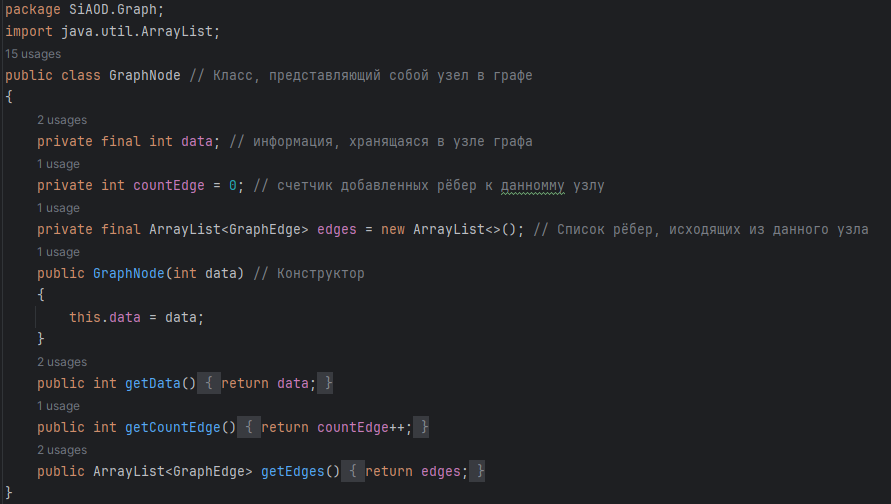 package SiAOD.Graph;
import java.util.ArrayList;
15 usages
public class GraphNode // Класс, представляющий собой узел в графе
{
2 usages
private final int data; // информация, хранящаяся в узле графа
1 usage
private int countEdge = 0; // счетчик добавленных рёбер к данномму узлу
1 usage
private final ArrayList<GraphEdge> edges = new ArrayList<>(); // Список рёбер, исходящих из данного узла
1 usage
public GraphNode(int data) // Конструктор
{
this.data = data;
}
2 usages
public int getData() { return data; }
1 usage
public int getCountEdge() { return countEdge++; }
2 usages
public ArrayList<GraphEdge> getEdges() { return edges; }
}